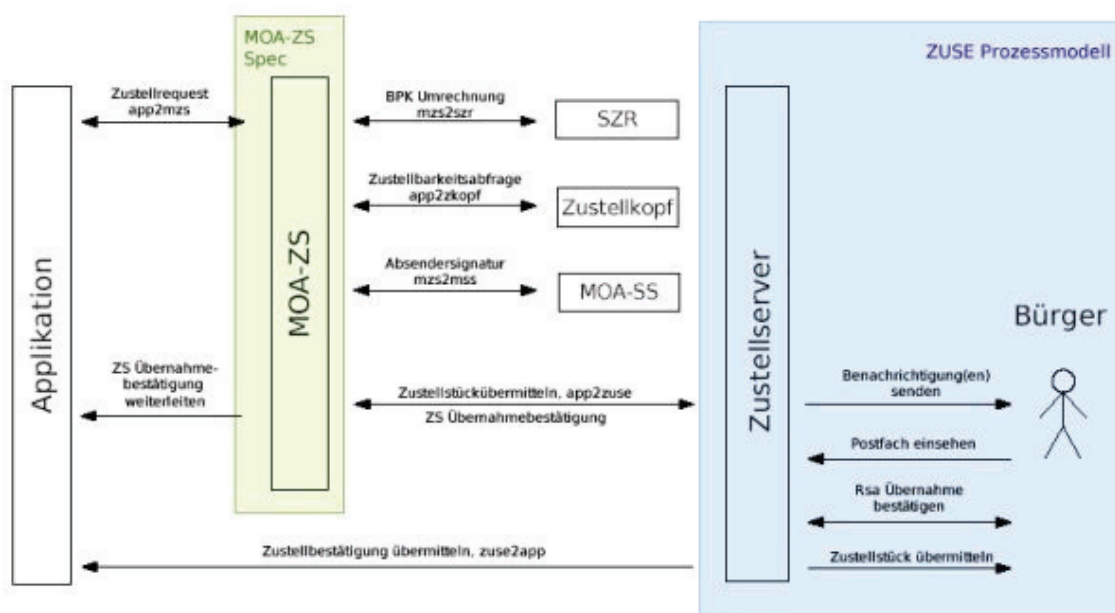 MOA-ZS
Spec
ZUSE Prozessmodell
Zustellrequest
app2mzs
BPK Umrechnung
mzs2szr
SZR
Zustellbarkeitsabfrage
app2zkopf
Zustellkopf
Absendersignatur
mzs2mss
MOA-SS
Applikation
MOA-ZS
Zustellserver
Bürger
ZS Übernahme-
bestätigung
weiterleiten
Zustellstückübermitteln, app2zuse
ZS Übernahmebestätigung
Benachrichtigung(en)
senden
Postfach einsehen
Rsa Übernahme
bestätigen
Zustellbestätigung übermitteln, zuse2app
Zustellstück übermitteln